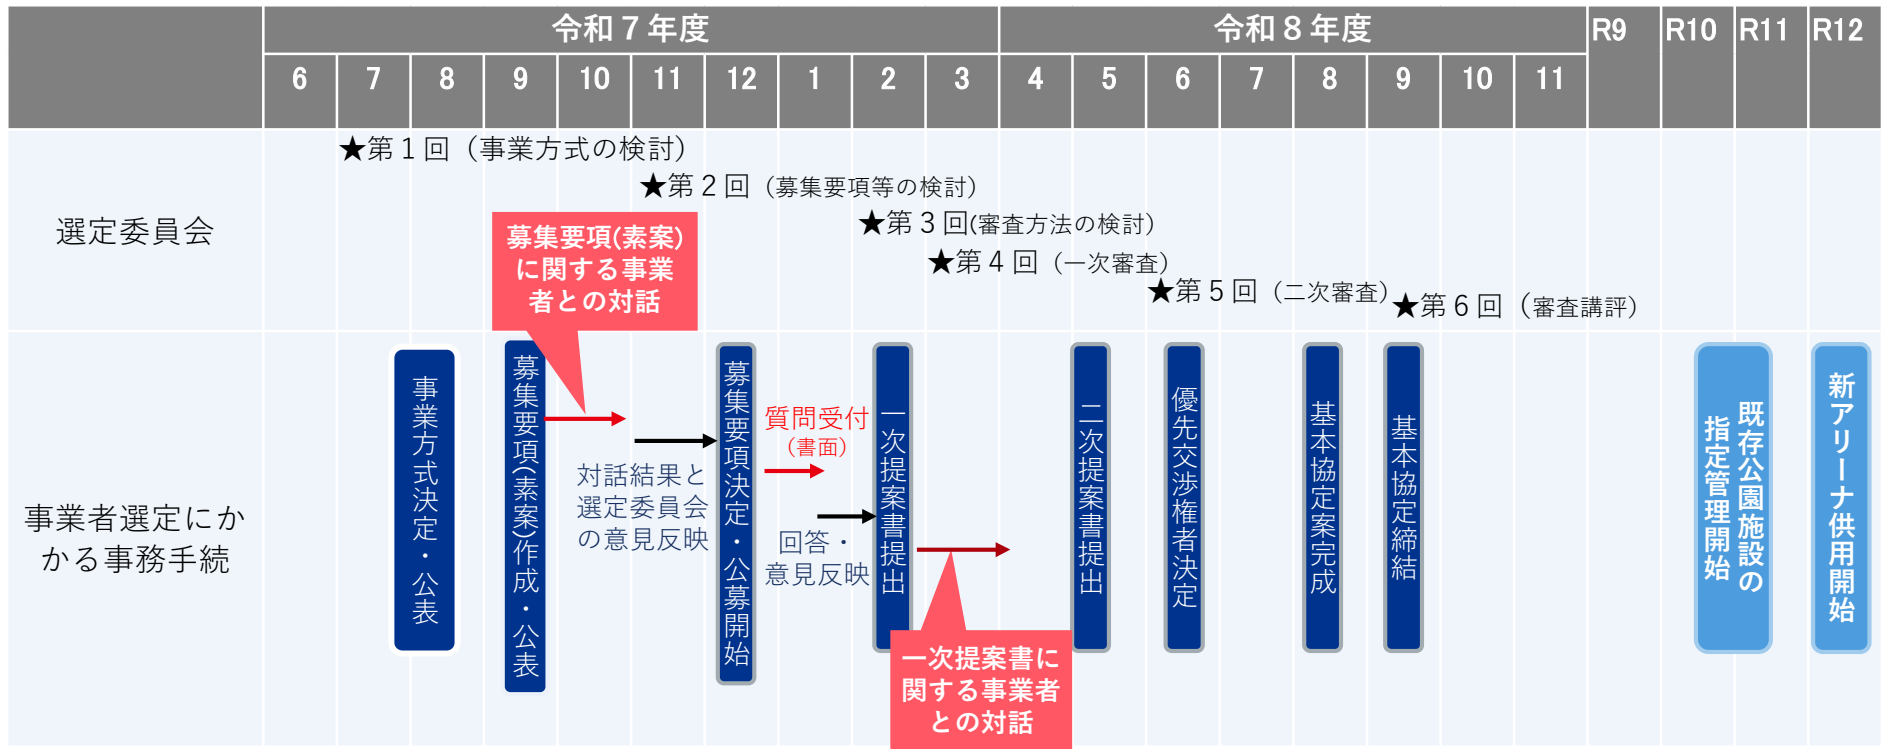 令和７年度
令和８年度
R9
R10
R11
R12
6
7
8
9
10
11
12
1
2
3
4
5
6
7
8
9
10
11
選定委員会
★第１回（事業方式の検討）
★第２回（募集要項等の検討）
★第３回(審査方法の検討）
★第４回（一次審査）
★第５回（二次審査）
★第６回（審査講評）
募集要項(素案)
に関する事業
者との対話
事業者選定にか
かる事務手続
事業方式決定・公表
募集要項(素案)作成・公表
対話結果と
選定委員会
の意見反映
募集要項決定・公募開始
質問受付
（書面）
回答・
意見反映
一次提案書提出
一次提案書に
関する事業者
との対話
二次提案書提出
優先交渉権者決定
基本協定案完成
基本協定締結
既存公園施設の
指定管理開始
新アリーナ供用開始